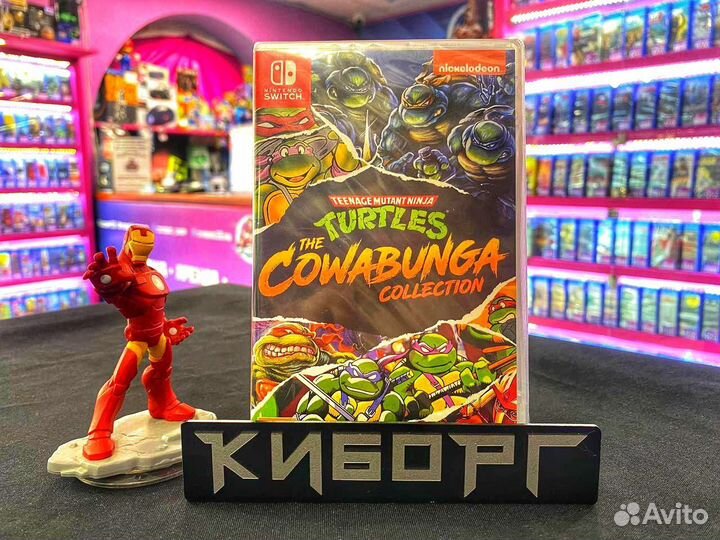 NINTENDO
SWITCH
nickelodeon
TEENAGE MUTANT NINJA
TURTLES
THE
COWABUNGA
COLLECTION
КИБОРГ
Avito